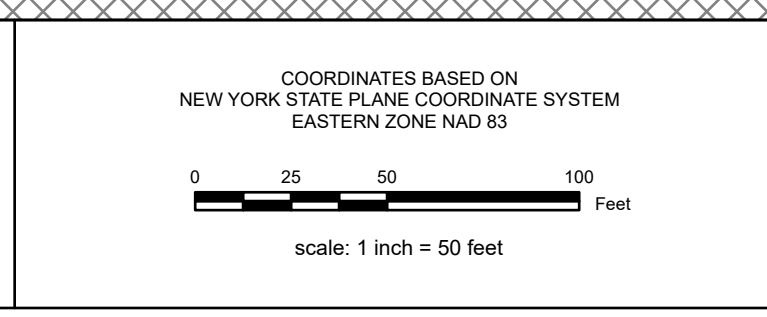 COORDINATES BASED ON
NEW YORK STATE PLANE COORDINATE SYSTEM
EASTERN ZONE NAD 83
0 25 50 100
Feet
scale: 1 inch = 50 feet